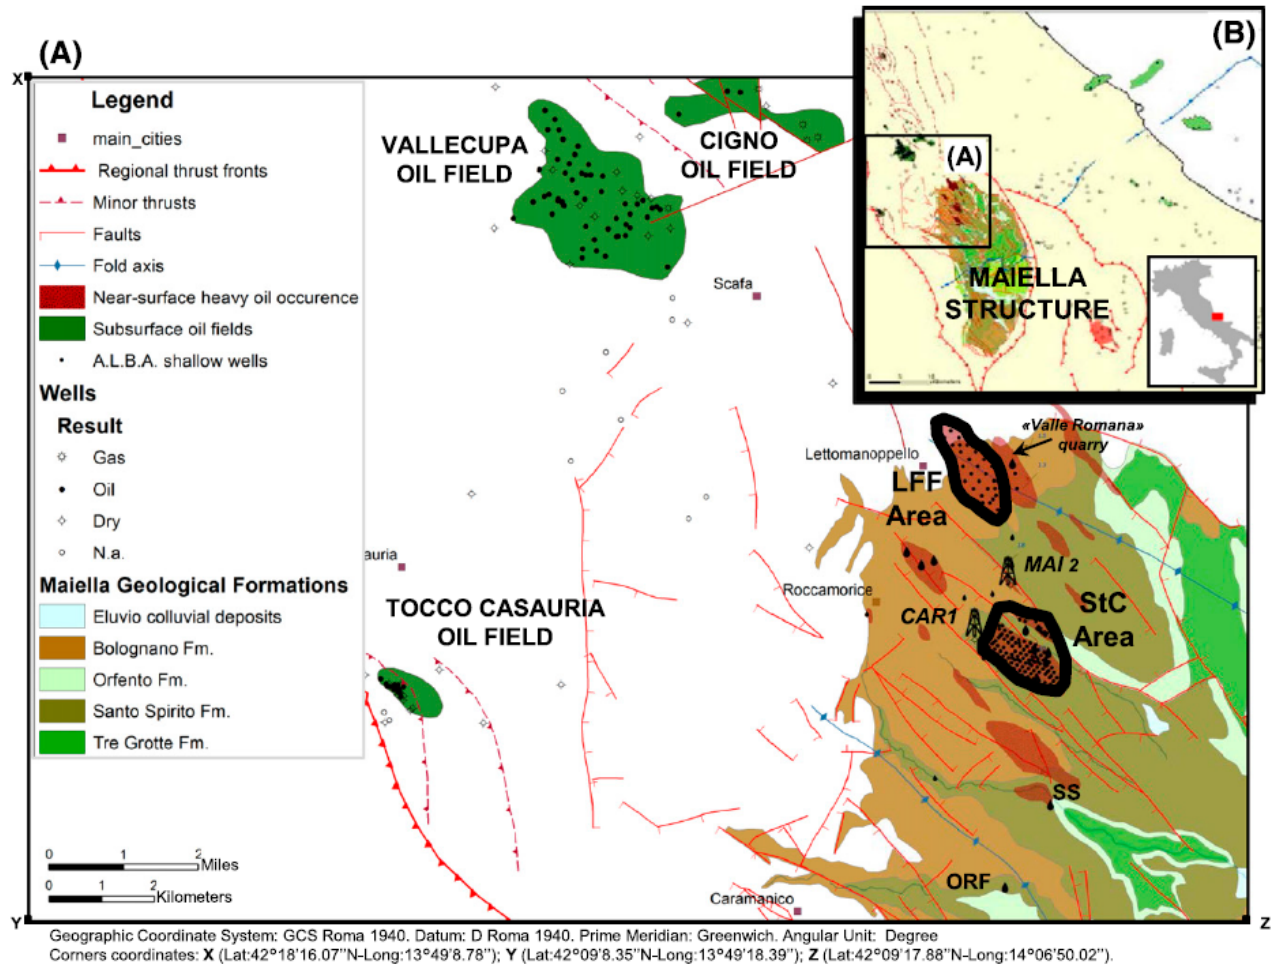 (A)
X
Legend
main_cities
Regional thrust fronts
Minor thrusts
Faults
Fold axis
Near-surface heavy oil occurence
Subsurface oil fields
A.L.B.A. shallow wells
Wells
Result
Gas
Oil
Dry
N.a.
Maiella Geological Formations
Eluvio colluvial deposits
Bolognano Fm.
Orfento Fm.
Santo Spirito Fm.
Tre Grotte Fm.
VALLECUPA
OIL FIELD
CIGNO
OIL FIELD
Scafa
(B)
(A)
MAIELLA
STRUCTURE
«Valle Romana»
quarry
Lettomanoppello
LFF
Area
MAI 2
Roccamorice
CAR1
StC
Area
auria
TOCCO CASAURIA
OIL FIELD
SS
ORF
Caramanico
0 1 2
Miles
0 1 2
Kilometers
Y
Z
Geographic Coordinate System: GCS Roma 1940. Datum: D Roma 1940. Prime Meridian: Greenwich. Angular Unit: Degree
Corners coordinates: X (Lat:42°18'16.07"N-Long:13°49'8.78"); Y (Lat:42°09'8.35"N-Long:13°49'18.39"); Z (Lat:42°09'17.88"N-Long:14°06'50.02").